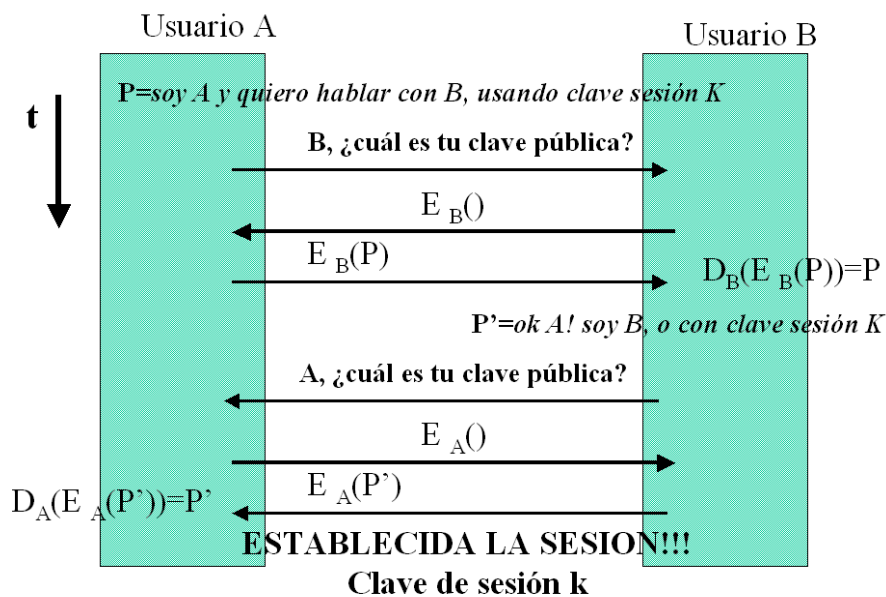 Usuario A
Usuario B
P=soy A y quiero hablar con B, usando clave sesión K
t
B, ¿cuál es tu clave pública?
E B()
E B(P)
DB(E B(P))=P
P’=ok A! soy B, o con clave sesión K
A, ¿cuál es tu clave pública?
E A()
E A(P’)
DA(E A(P’))=P’
ESTABLECIDA LA SESION!!!
Clave de sesión k